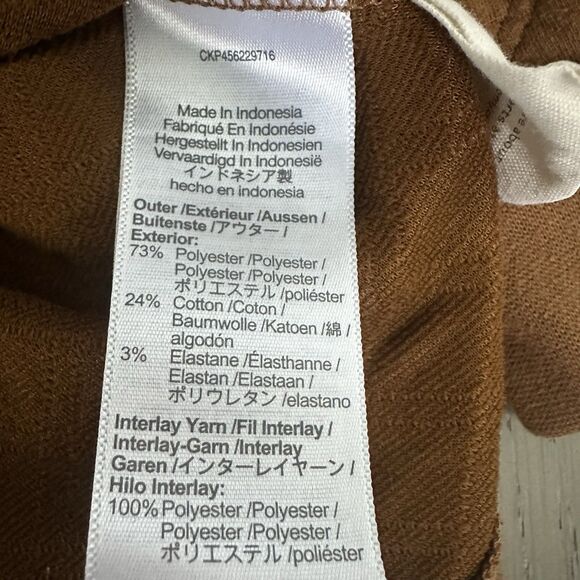 CKP456229716
Made In Indonesia
Fabriqué En Indonésie
Hergestellt In Indonesien
Vervaardigd In Indonesië
インドネシア製
hecho en indonesia
Outer /Extérieur /Aussen /
Buitenste /アウター /
Exterior:
73% Polyester /Polyester /
Polyester /Polyester /
ポリエステル /poliéster
24% Cotton /Coton /
Baumwolle /Katoen /綿 /
algodón
3% Elastane /Élasthanne /
Elastan /Elastaan /
ポリウレタン /elastano
Interlay Yarn /Fil Interlay /
Interlay-Garn /Interlay
Garen /インターレイヤーン /
Hilo Interlay:
100% Polyester /Polyester /
Polyester /Polyester /
ポリエステル /poliéster